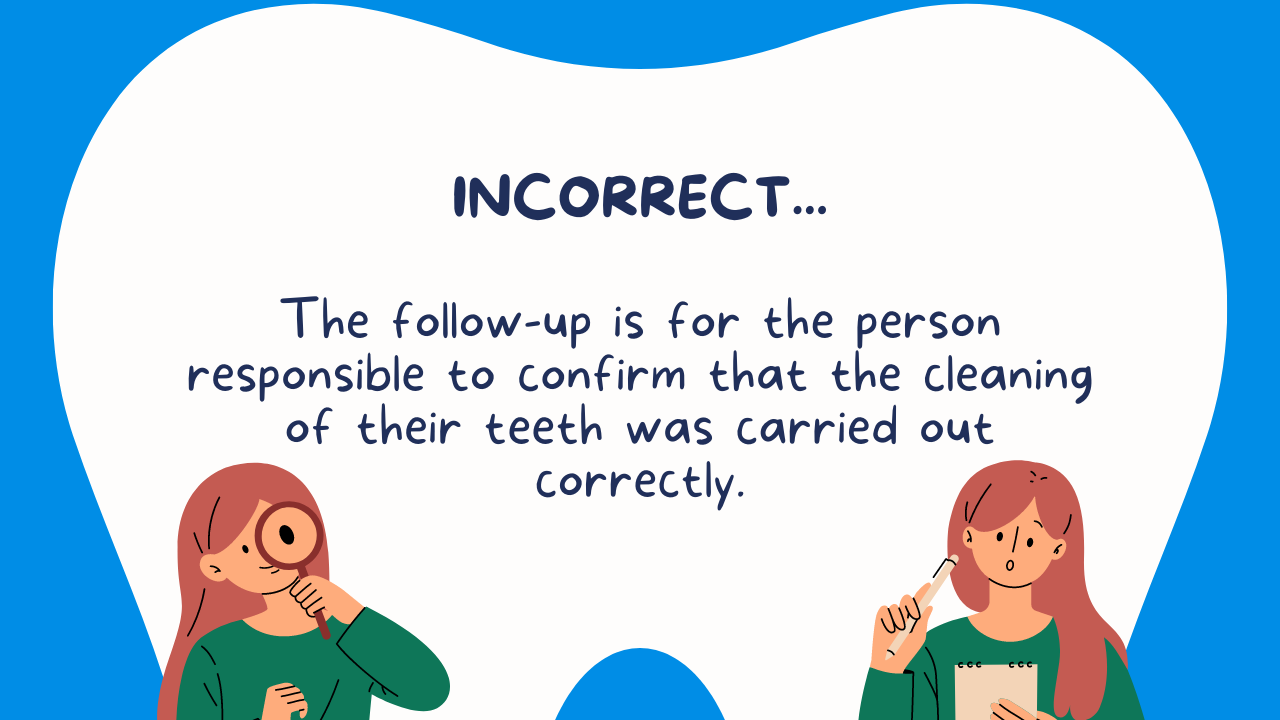 INCORRECT...
The follow-up is for the person
responsible to confirm that the cleaning
of their teeth was carried out
correctly.